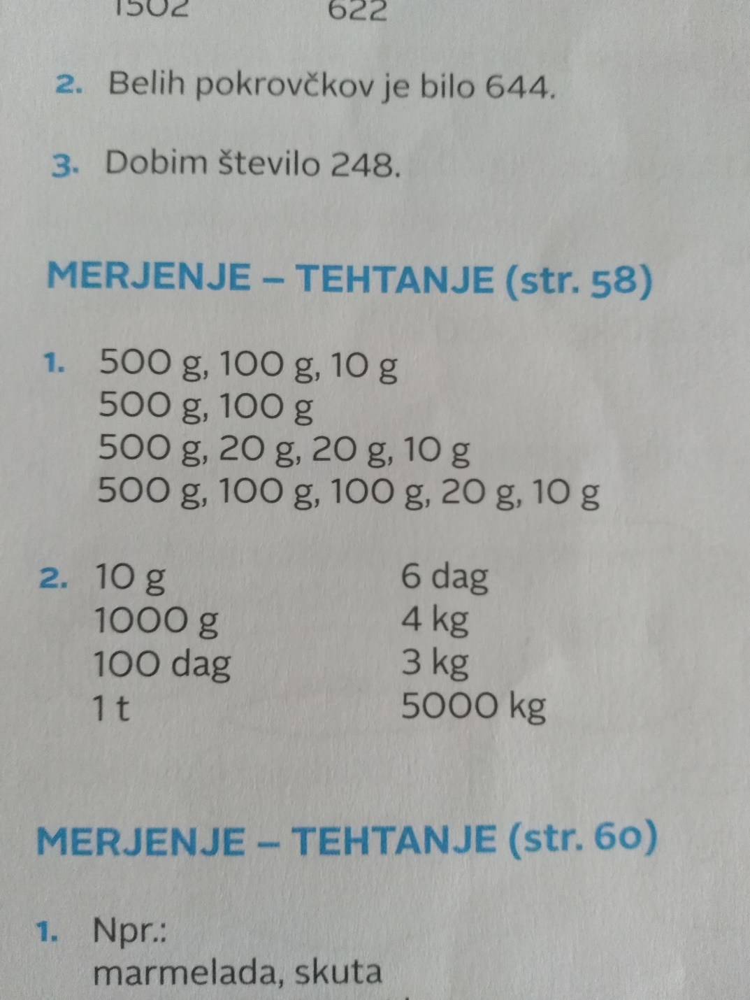 1502 622
2. Belih pokrovčkov je bilo 644.
3. Dobim število 248.
MERJENJE – TEHTANJE (str. 58)
1. 500 g, 100 g, 10 g
500 g, 100 g
500 g, 20 g, 20 g, 10 g
500 g, 100 g, 100 g, 20 g, 10 g
2. 10 g 6 dag
1000 g 4 kg
100 dag 3 kg
1 t 5000 kg
MERJENJE – TEHTANJE (str. 60)
1. Npr.:
marmelada, skuta